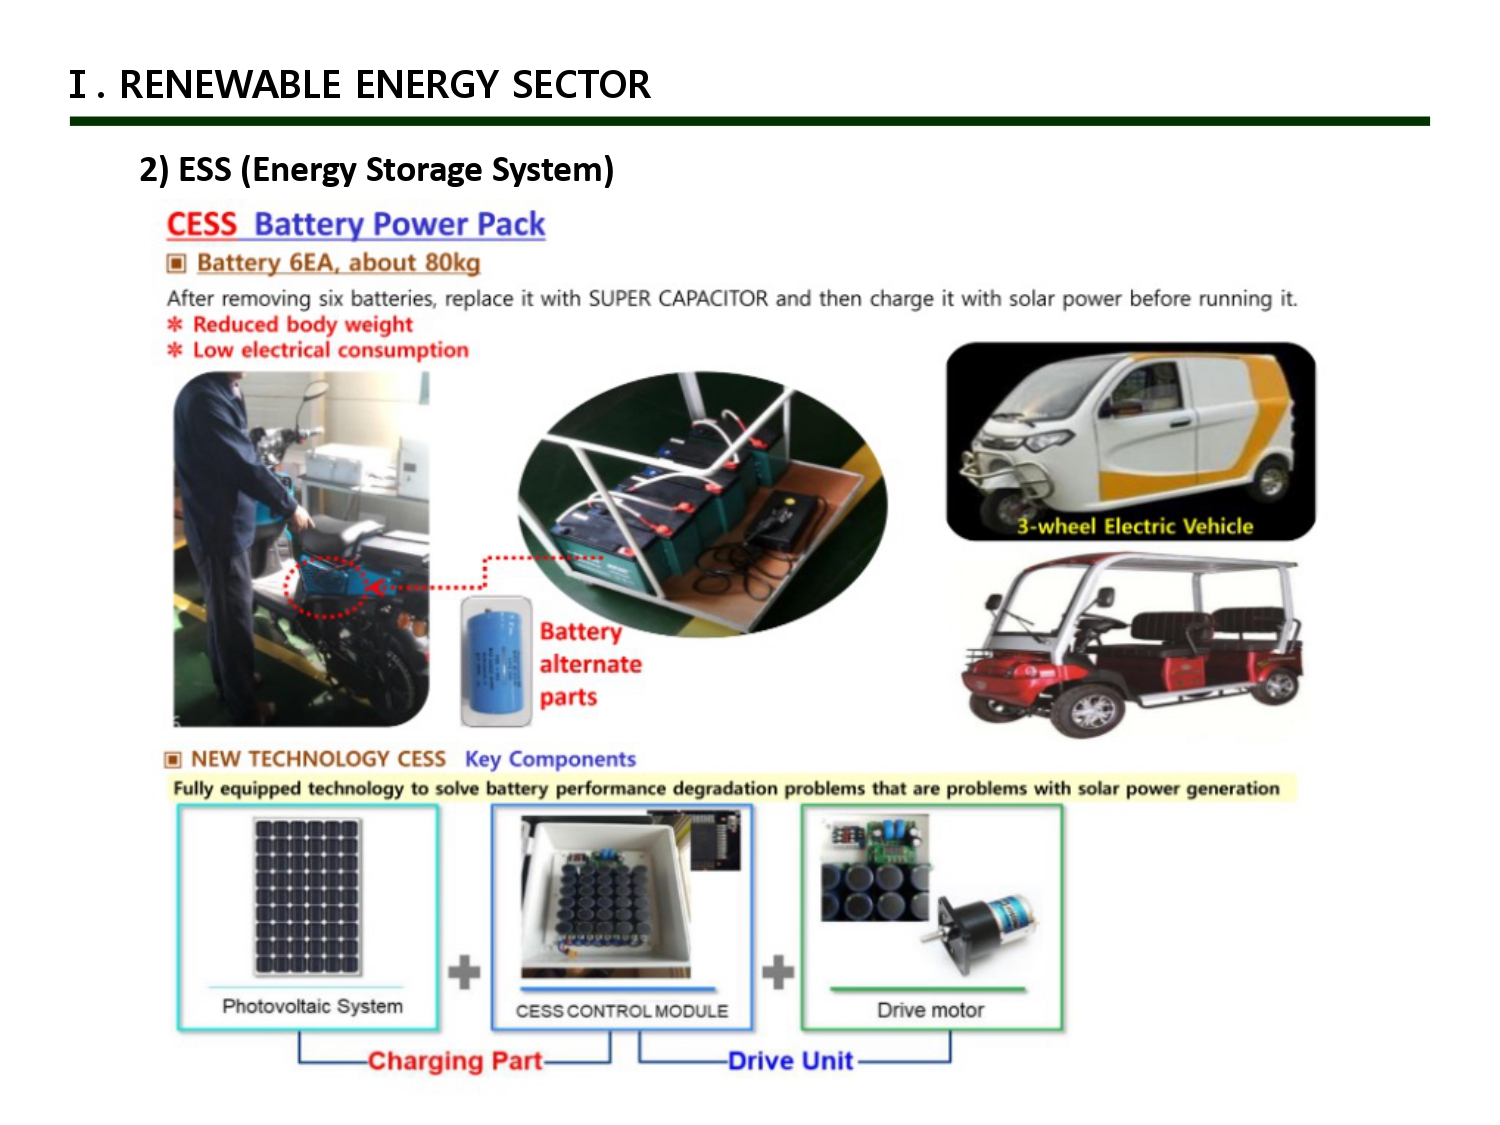 I . RENEWABLE ENERGY SECTOR
2) ESS (Energy Storage System)
CESS Battery Power Pack
▣ Battery 6EA, about 80kg
After removing six batteries, replace it with SUPER CAPACITOR and then charge it with solar power before running it.
※ Reduced body weight
※ Low electrical consumption
3-wheel Electric Vehicle
Battery
alternate
parts
▣ NEW TECHNOLOGY CESS Key Components
Fully equipped technology to solve battery performance degradation problems that are problems with solar power generation
Photovoltaic System
CESS CONTROL MODULE
Drive motor
Charging Part
Drive Unit